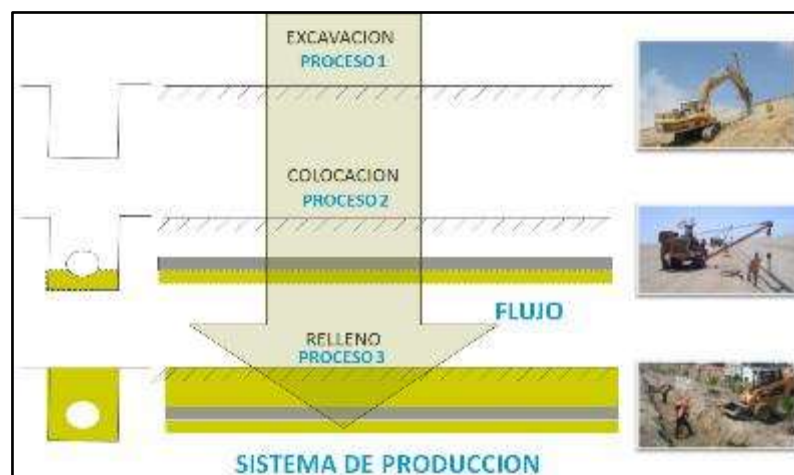 EXCAVACION
PROCESO 1
COLOCACION
PROCESO 2
FLUJO
RELLENO
PROCESO 3
SISTEMA DE PRODUCCION